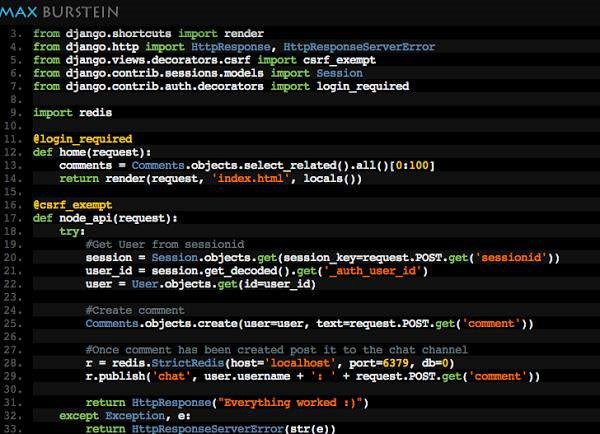 MAX BURSTEIN
3. from django.shortcuts import render
4. from django.http import HttpResponse, HttpResponseServerError
5. from django.views.decorators.csrf import csrf_exempt
6. from django.contrib.sessions.models import Session
7. from django.contrib.auth.decorators import login_required
8.
9. import redis
10.
11. @login_required
12. def home(request):
13.     comments = Comments.objects.select_related().all()[0:100]
14.     return render(request, 'index.html', locals())
15.
16. @csrf_exempt
17. def node_api(request):
18.     try:
19.         #Get User from sessionid
20.         session = Session.objects.get(session_key=request.POST.get('sessionid'))
21.         user_id = session.get_decoded().get('_auth_user_id')
22.         user = User.objects.get(id=user_id)
23.
24.         #Create comment
25.         Comments.objects.create(user=user, text=request.POST.get('comment'))
26.
27.         #Once comment has been created post it to the chat channel
28.         r = redis.StrictRedis(host='localhost', port=6379, db=0)
29.         r.publish('chat', user.username + ': ' + request.POST.get('comment'))
30.
31.         return HttpResponse("Everything worked :)")
32.     except Exception, e:
33.         return HttpResponseServerError(str(e))